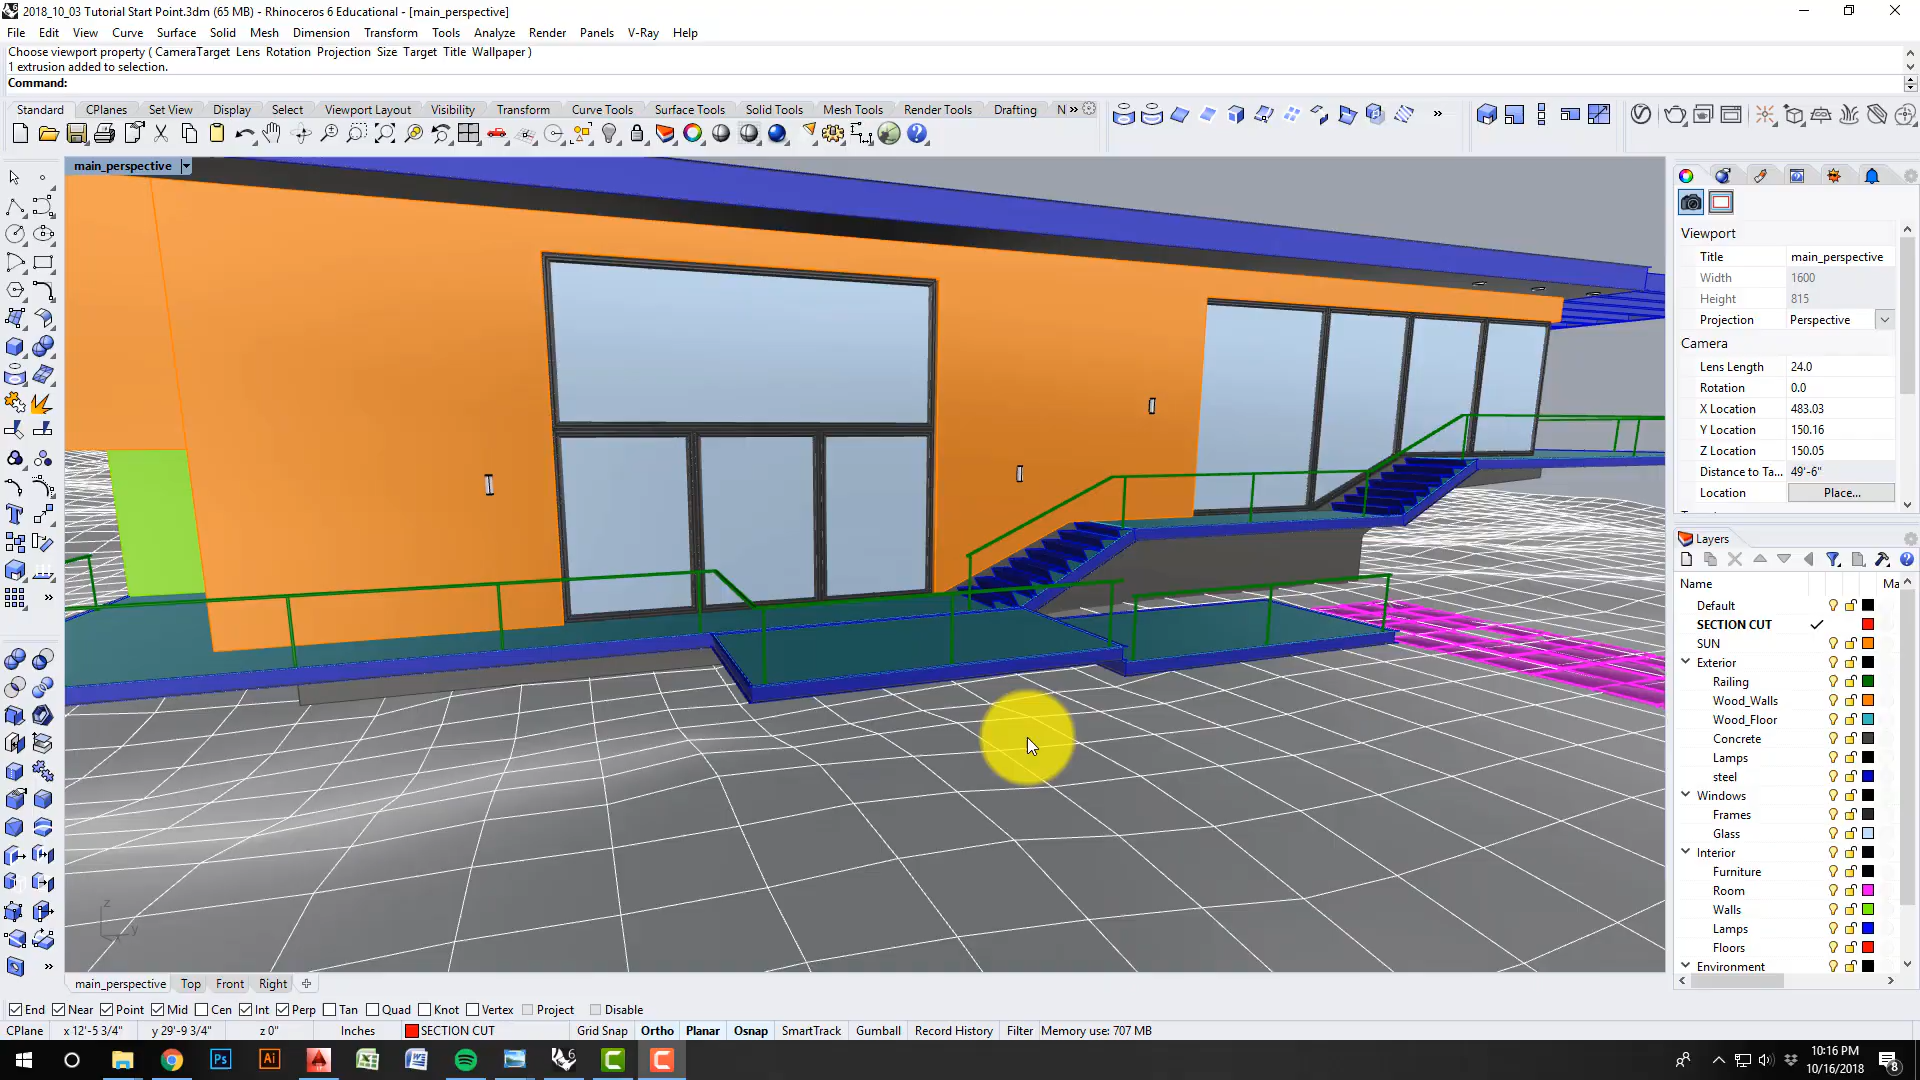 2018_10_03 Tutorial Start Point.3dm (65 MB) - Rhinoceros 6 Educational - [main_perspective]
File Edit View Curve Surface Solid Mesh Dimension Transform Tools Analyze Render Panels V-Ray Help
Choose viewport property ( CameraTarget Lens Rotation Projection Size Target Title Wallpaper )
1 extrusion added to selection.
Command:
Standard CPlanes Set View Display Select Viewport Layout Visibility Transform Curve Tools Surface Tools Solid Tools Mesh Tools Render Tools Drafting N
main_perspective
Viewport
Title main_perspective
Width 1600
Height 815
Projection Perspective
Camera
Lens Length 24.0
Rotation 0.0
X Location 483.03
Y Location 150.16
Z Location 150.05
Distance to Ta... 49'-6"
Location Place...
Layers
Name Ma
Default
SECTION CUT
SUN
Exterior
Railing
Wood_Walls
Wood_Floor
Concrete
Lamps
steel
Windows
Frames
Glass
Interior
Furniture
Room
Walls
Lamps
Floors
Environment
z
y
main_perspective Top Front Right
End Near Point Mid Cen Int Perp Tan Quad Knot Vertex Project Disable
CPlane x 12'-5 3/4" y 29'-9 3/4" z 0" Inches SECTION CUT Grid Snap Ortho Planar Osnap SmartTrack Gumball Record History Filter Memory use: 707 MB
10:16 PM
10/16/2018
8